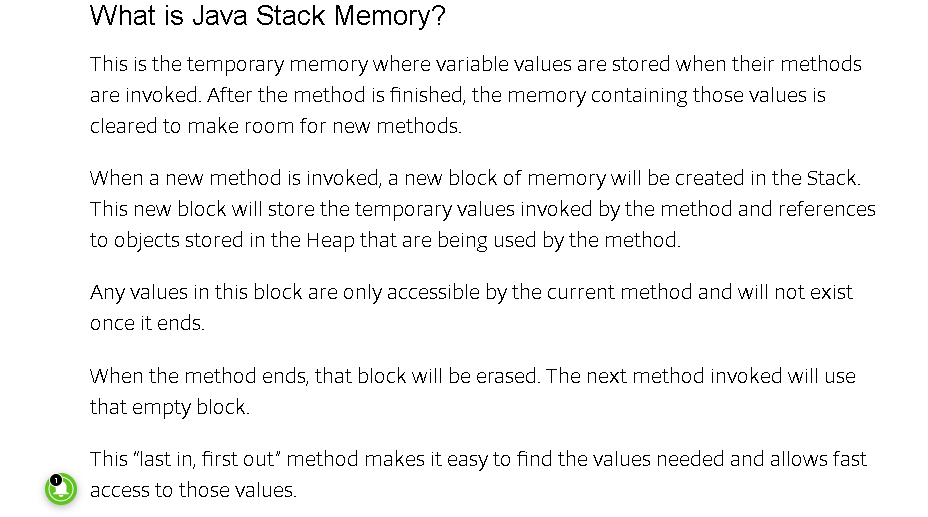 What is Java Stack Memory?
This is the temporary memory where variable values are stored when their methods
are invoked. After the method is finished, the memory containing those values is
cleared to make room for new methods.
When a new method is invoked, a new block of memory will be created in the Stack.
This new block will store the temporary values invoked by the method and references
to objects stored in the Heap that are being used by the method.
Any values in this block are only accessible by the current method and will not exist
once it ends.
When the method ends, that block will be erased. The next method invoked will use
that empty block.
This “last in, first out” method makes it easy to find the values needed and allows fast
1
access to those values.